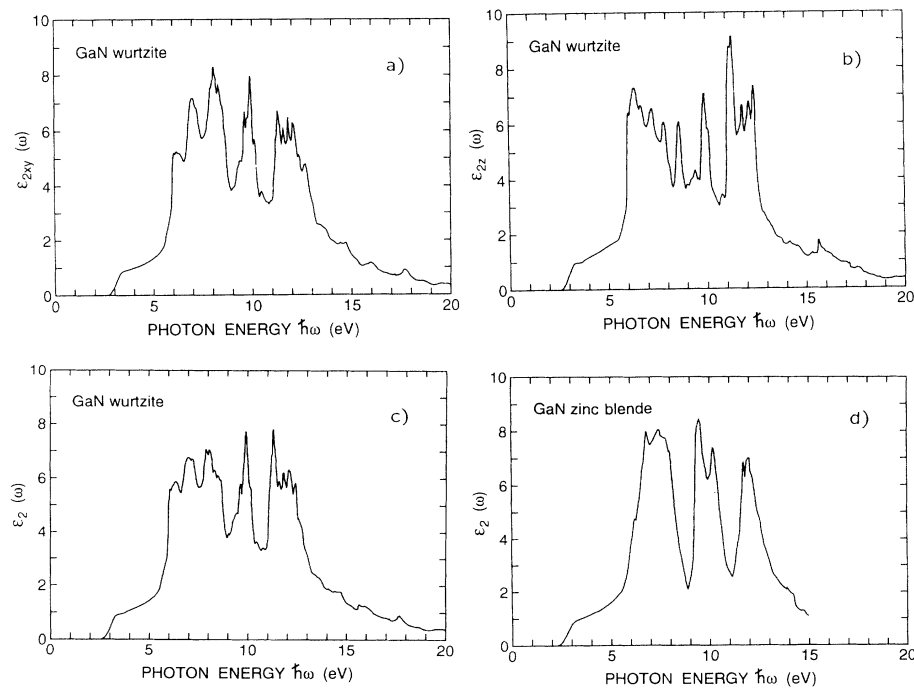 GaN wurtzite
a)
10
8
6
4
2
0
ε2xy (ω)
0 5 10 15 20
PHOTON ENERGY ℏω (eV)
GaN wurtzite
b)
10
8
6
4
2
0
ε2z (ω)
0 5 10 15 20
PHOTON ENERGY ℏω (eV)
GaN wurtzite
c)
10
8
6
4
2
0
ε2 (ω)
0 5 10 15 20
PHOTON ENERGY ℏω (eV)
GaN zinc blende
d)
10
8
6
4
2
0
ε2 (ω)
0 5 10 15 20
PHOTON ENERGY ℏω (eV)